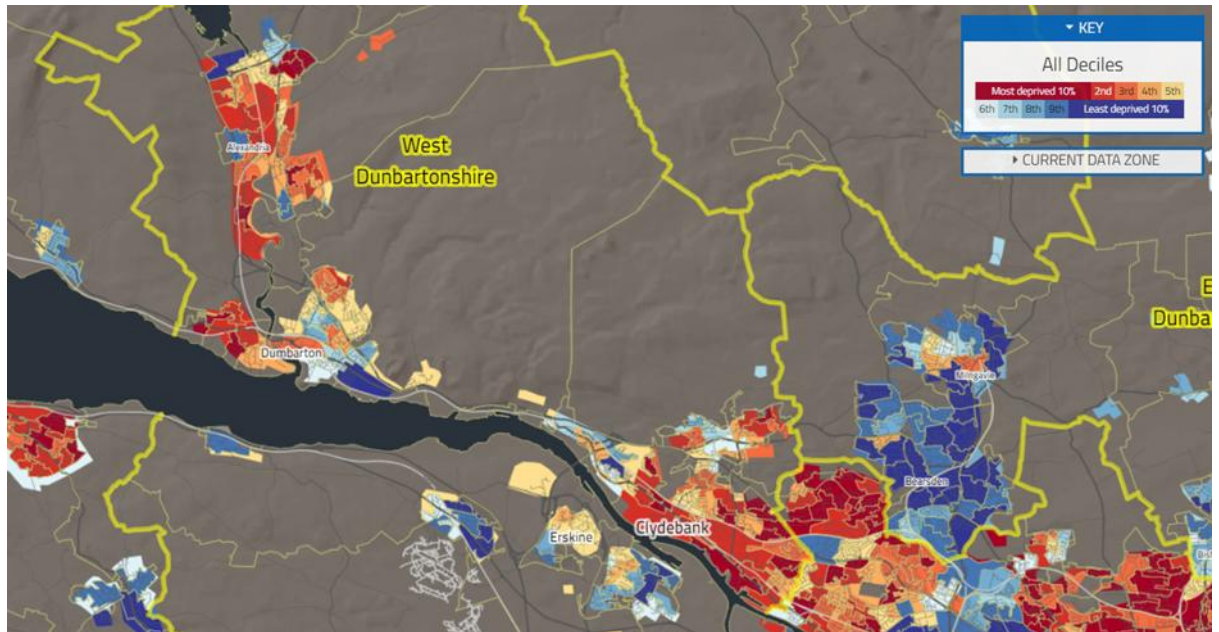 KEY
All Deciles
Most deprived 10% 2nd 3rd 4th 5th
6th 7th 8th 9th Least deprived 10%
CURRENT DATA ZONE
West
Dunbartonshire
Alexandria
Dumbarton
Milngavie
Bearsden
Clydebank
Erskine
E
Dunba